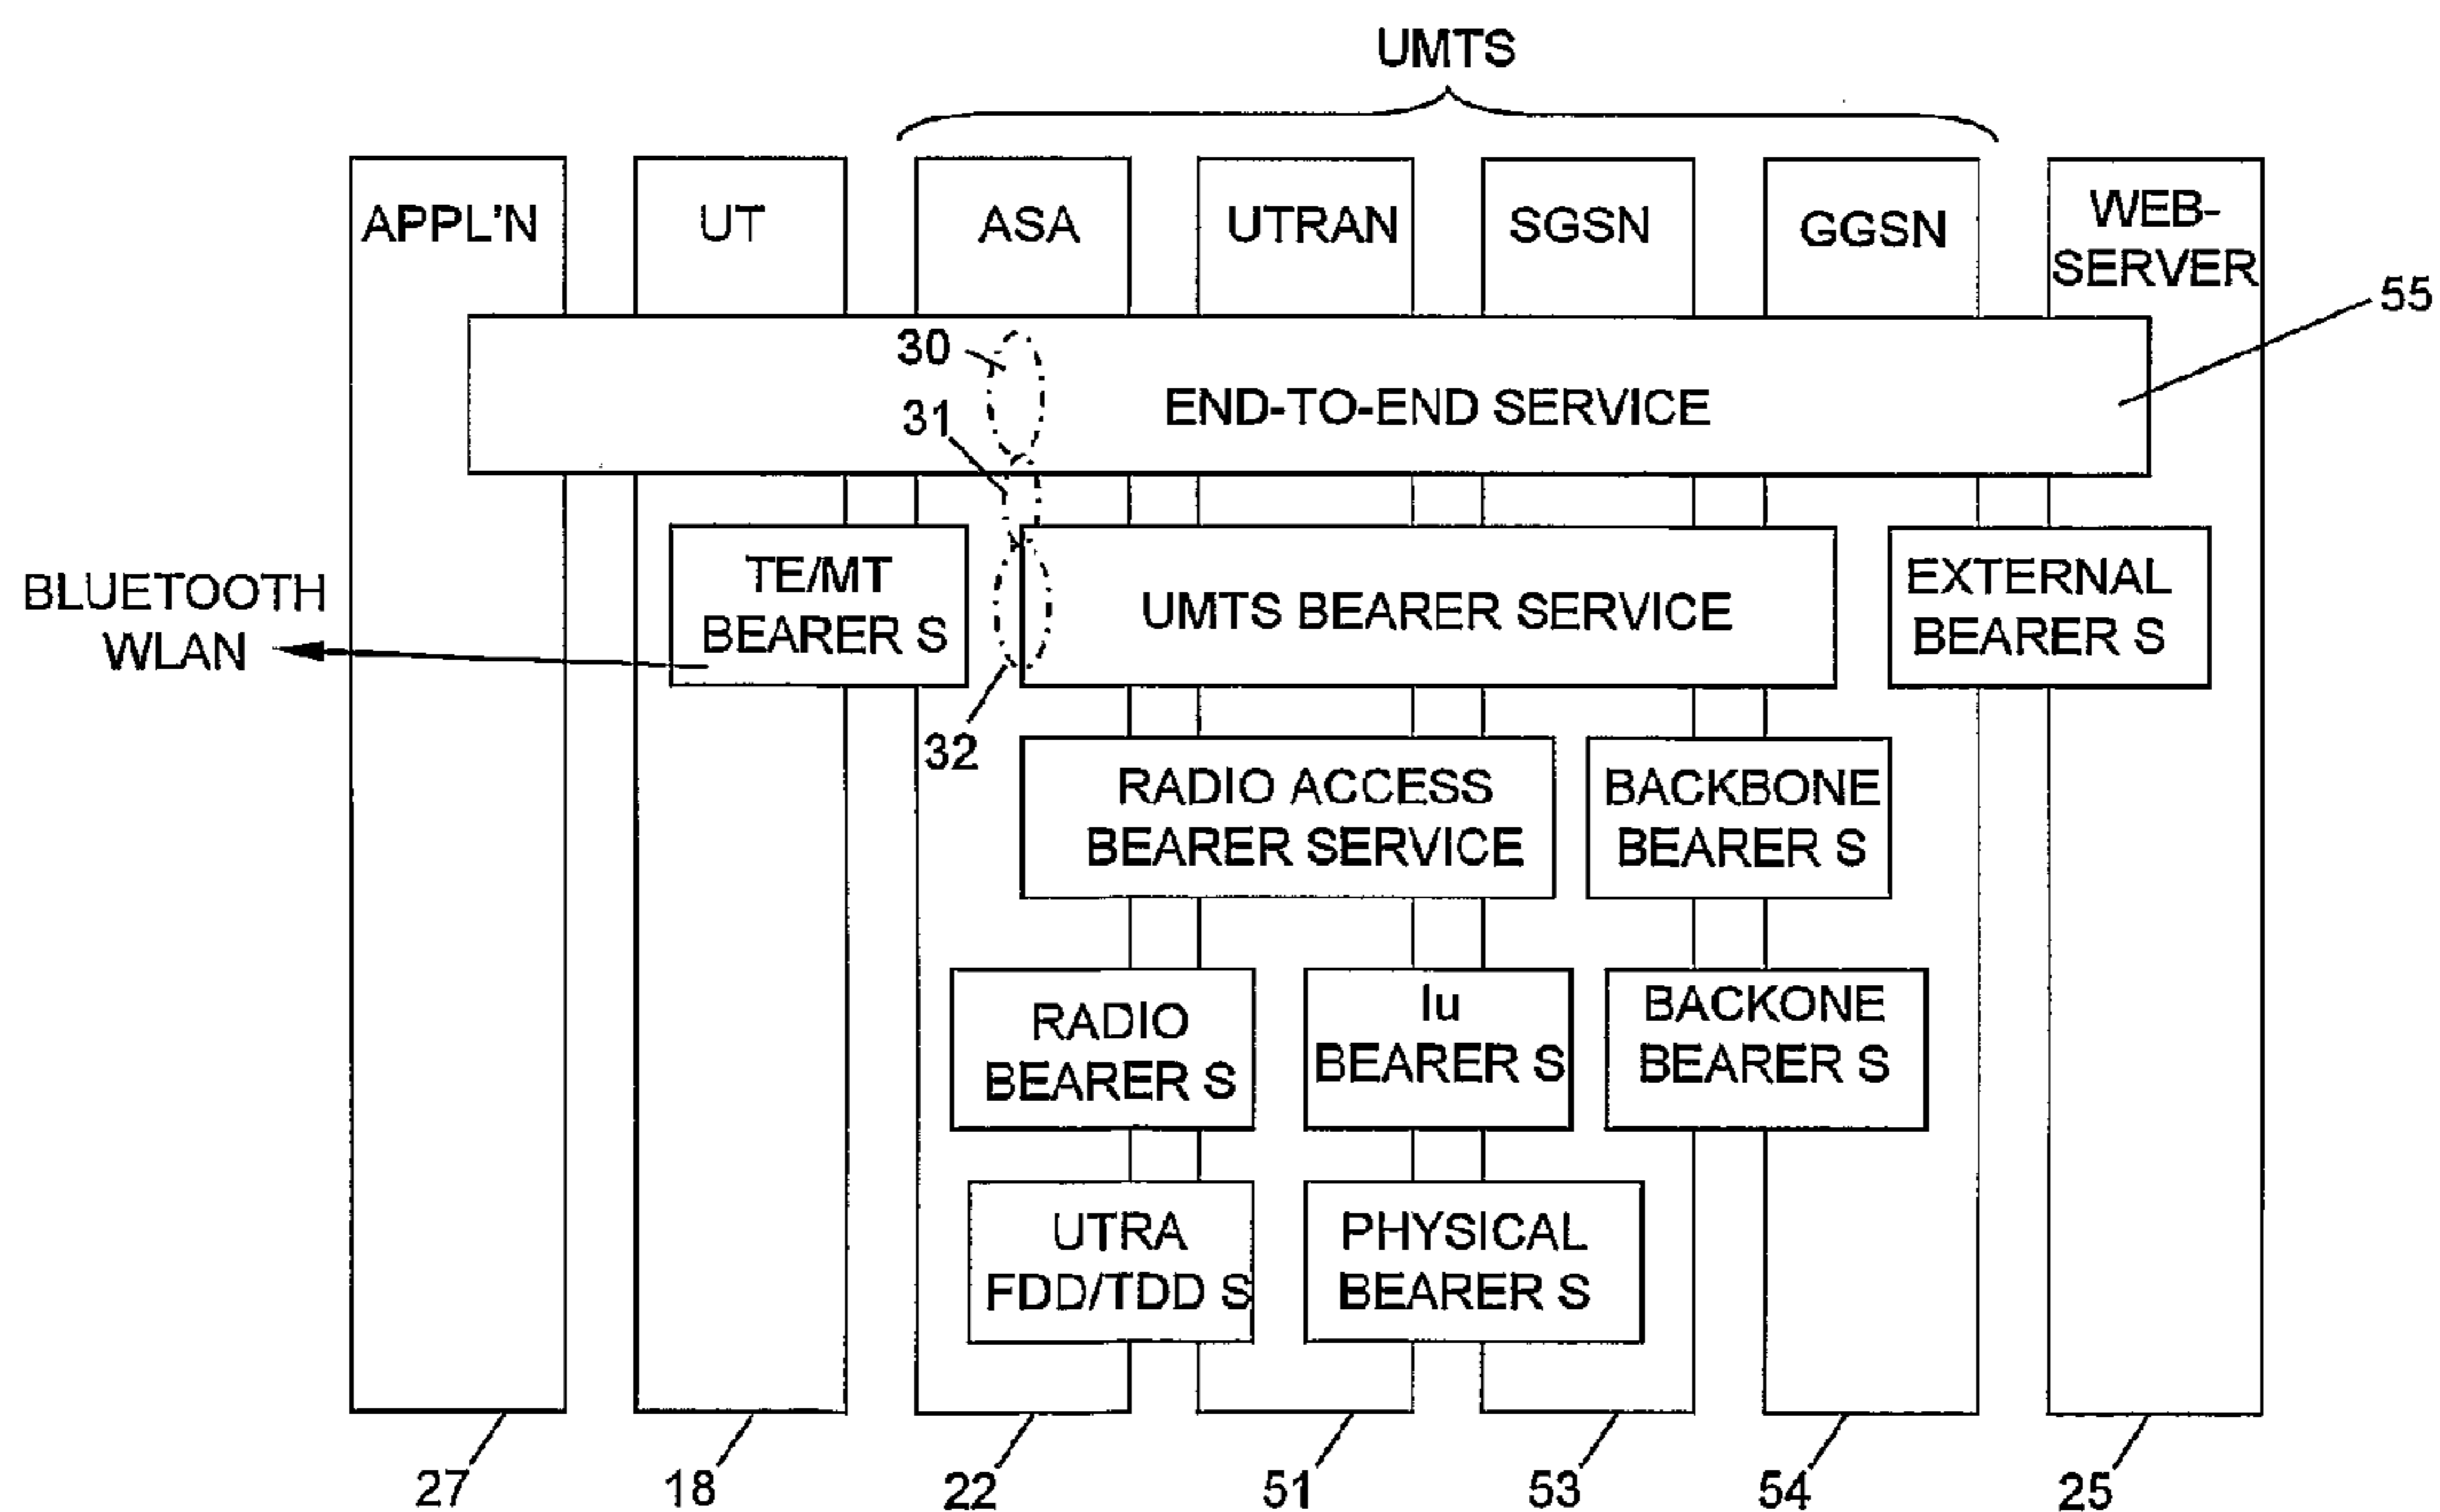 UMTS
APPL'N
UT
ASA
UTRAN
SGSN
GGSN
WEB-
SERVER
55
30
END-TO-END SERVICE
31
BLUETOOTH
WLAN
TE/MT
BEARER S
UMTS BEARER SERVICE
EXTERNAL
BEARER S
32
RADIO ACCESS
BEARER SERVICE
BACKBONE
BEARER S
RADIO
BEARER S
Iu
BEARER S
BACKONE
BEARER S
UTRA
FDD/TDD S
PHYSICAL
BEARER S
27
18
22
51
53
54
25